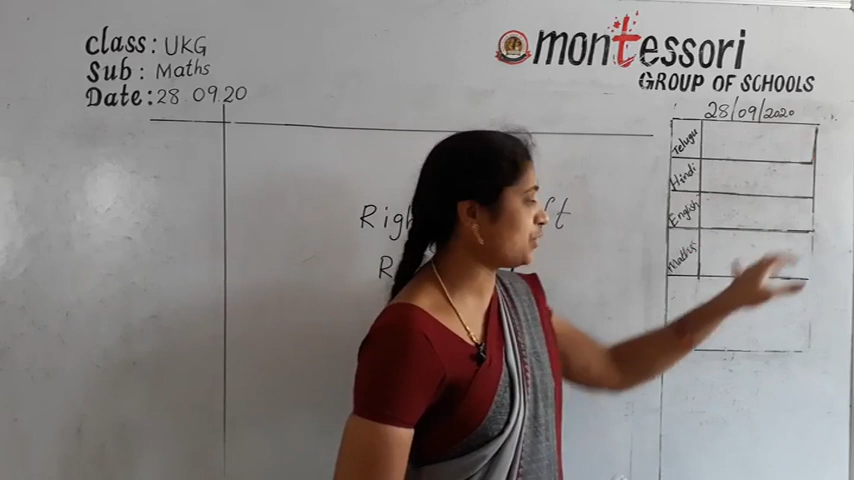 class: UKG
Sub: Maths
Date: 28.09.20
montessori
GROUP OF SCHOOLS
28/09/2020
Telugu
Hindi
English
Maths